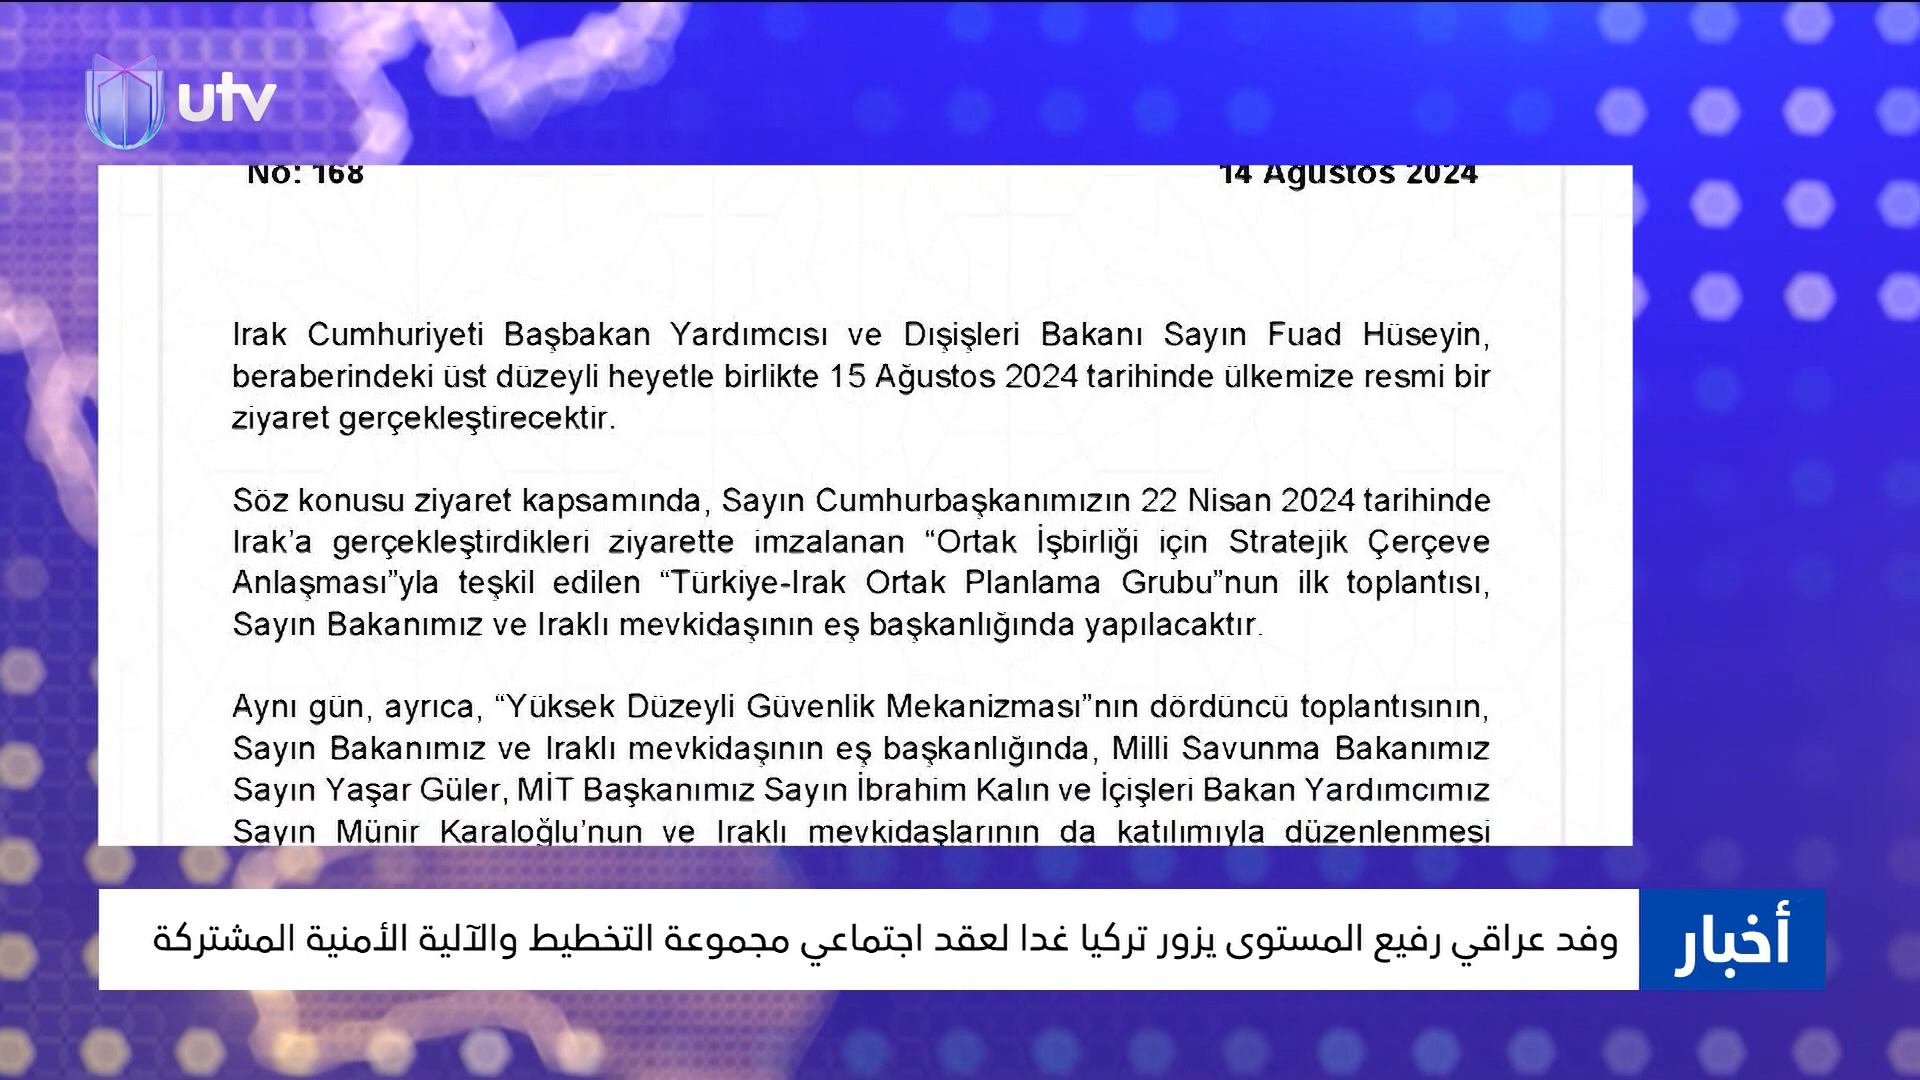 utv
No: 168 14 Ağustos 2024
Irak Cumhuriyeti Başbakan Yardımcısı ve Dışişleri Bakanı Sayın Fuad Hüseyin,
beraberindeki üst düzeyli heyetle birlikte 15 Ağustos 2024 tarihinde ülkemize resmi bir
ziyaret gerçekleştirecektir.
Söz konusu ziyaret kapsamında, Sayın Cumhurbaşkanımızın 22 Nisan 2024 tarihinde
Irak’a gerçekleştirdikleri ziyarette imzalanan “Ortak İşbirliği için Stratejik Çerçeve
Anlaşması”yla teşkil edilen “Türkiye-Irak Ortak Planlama Grubu”nun ilk toplantısı,
Sayın Bakanımız ve Iraklı mevkidaşının eş başkanlığında yapılacaktır.
Aynı gün, ayrıca, “Yüksek Düzeyli Güvenlik Mekanizması”nın dördüncü toplantısının,
Sayın Bakanımız ve Iraklı mevkidaşının eş başkanlığında, Milli Savunma Bakanımız
Sayın Yaşar Güler, MİT Başkanımız Sayın İbrahim Kalın ve İçişleri Bakan Yardımcımız
Sayın Münir Karaloğlu’nun ve Iraklı mevkidaşlarının da katılımıyla düzenlenmesi
أخبار
وفد عراقي رفيع المستوى يزور تركيا غدا لعقد اجتماعي مجموعة التخطيط والآلية الأمنية المشتركة